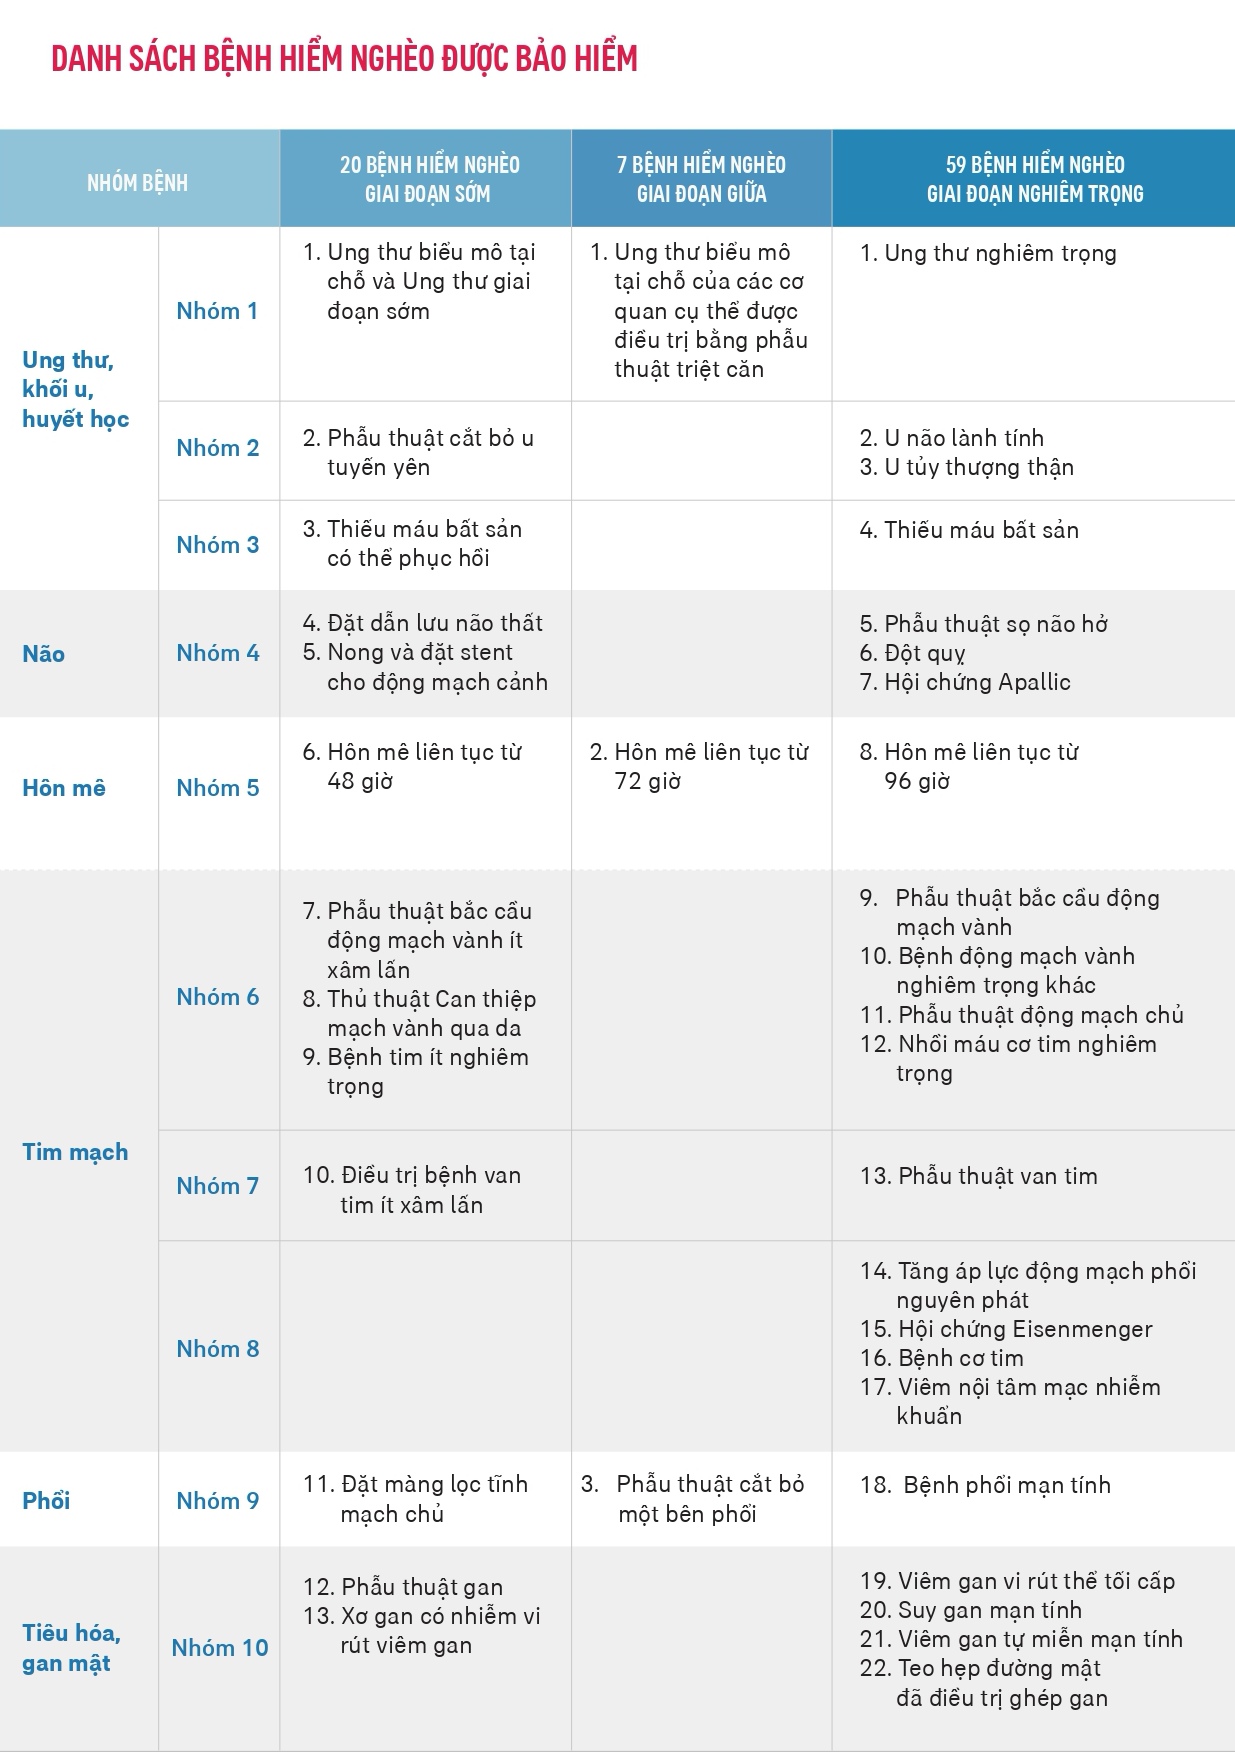 DANH SÁCH BỆNH HIỂM NGHÈO ĐƯỢC BẢO HIỂM
NHÓM BỆNH
20 BỆNH HIỂM NGHÈO
GIAI ĐOẠN SỚM
7 BỆNH HIỂM NGHÈO
GIAI ĐOẠN GIỮA
59 BỆNH HIỂM NGHÈO
GIAI ĐOẠN NGHIÊM TRỌNG
Ung thư,
khối u,
huyết học
Nhóm 1
1. Ung thư biểu mô tại
chỗ và Ung thư giai
đoạn sớm
1. Ung thư biểu mô
tại chỗ của các cơ
quan cụ thể được
điều trị bằng phẫu
thuật triệt căn
1. Ung thư nghiêm trọng
Nhóm 2
2. Phẫu thuật cắt bỏ u
tuyến yên
2. U não lành tính
3. U tủy thượng thận
Nhóm 3
3. Thiếu máu bất sản
có thể phục hồi
4. Thiếu máu bất sản
Não
Nhóm 4
4. Đặt dẫn lưu não thất
5. Nong và đặt stent
cho động mạch cảnh
5. Phẫu thuật sọ não hở
6. Đột quỵ
7. Hội chứng Apallic
Hôn mê
Nhóm 5
6. Hôn mê liên tục từ
48 giờ
2. Hôn mê liên tục từ
72 giờ
8. Hôn mê liên tục từ
96 giờ
Tim mạch
Nhóm 6
7. Phẫu thuật bắc cầu
động mạch vành ít
xâm lấn
8. Thủ thuật Can thiệp
mạch vành qua da
9. Bệnh tim ít nghiêm
trọng
9. Phẫu thuật bắc cầu động
mạch vành
10. Bệnh động mạch vành
nghiêm trọng khác
11. Phẫu thuật động mạch chủ
12. Nhồi máu cơ tim nghiêm
trọng
Nhóm 7
10. Điều trị bệnh van
tim ít xâm lấn
13. Phẫu thuật van tim
Nhóm 8
14. Tăng áp lực động mạch phổi
nguyên phát
15. Hội chứng Eisenmenger
16. Bệnh cơ tim
17. Viêm nội tâm mạc nhiễm
khuẩn
Phổi
Nhóm 9
11. Đặt màng lọc tĩnh
mạch chủ
3. Phẫu thuật cắt bỏ
một bên phổi
18. Bệnh phổi mạn tính
Tiêu hóa,
gan mật
Nhóm 10
12. Phẫu thuật gan
13. Xơ gan có nhiễm vi
rút viêm gan
19. Viêm gan vi rút thể tối cấp
20. Suy gan mạn tính
21. Viêm gan tự miễn mạn tính
22. Teo hẹp đường mật
đã điều trị ghép gan